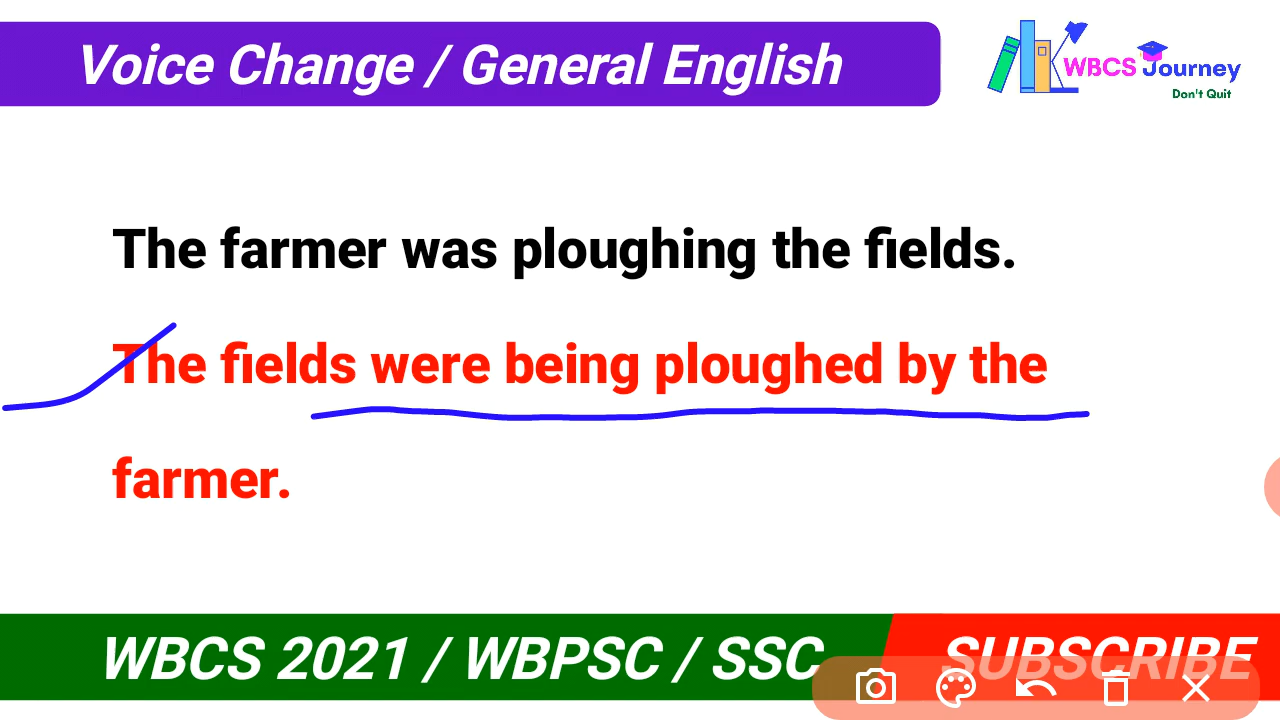 Voice Change / General English
WBCS Journey
Don't Quit
The farmer was ploughing the fields.
The fields were being ploughed by the
farmer.
WBCS 2021 / WBPSC / SSC
SUBSCRIBE